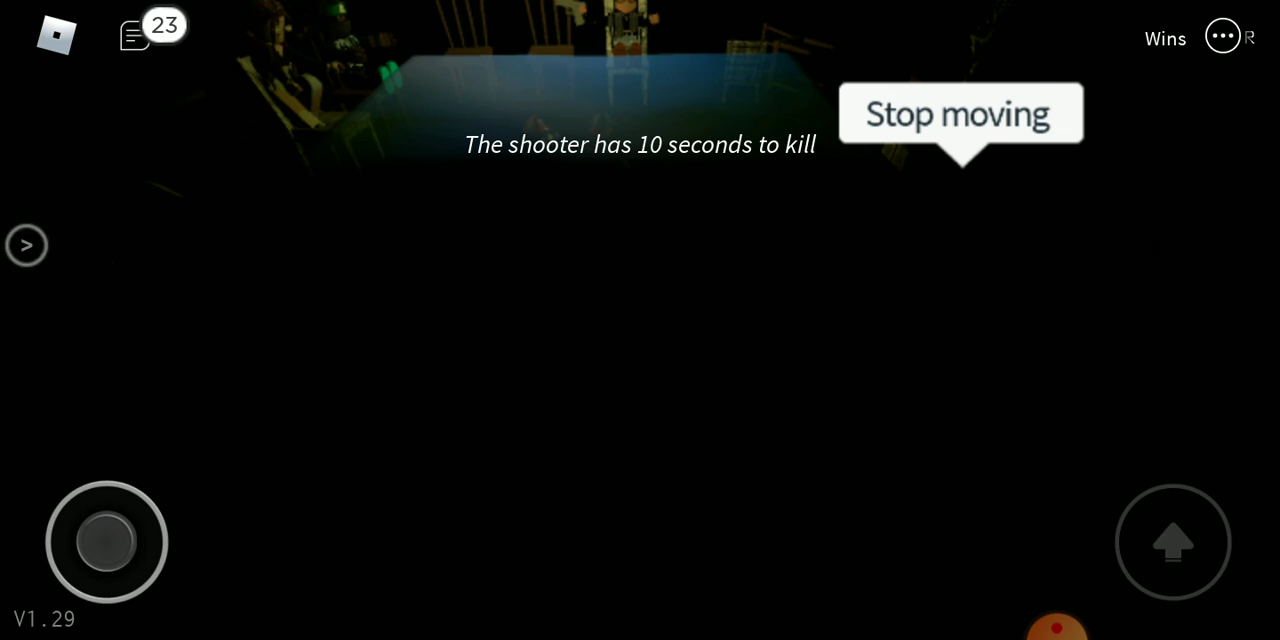 23
Wins
R
Stop moving
The shooter has 10 seconds to kill
>
V1.29